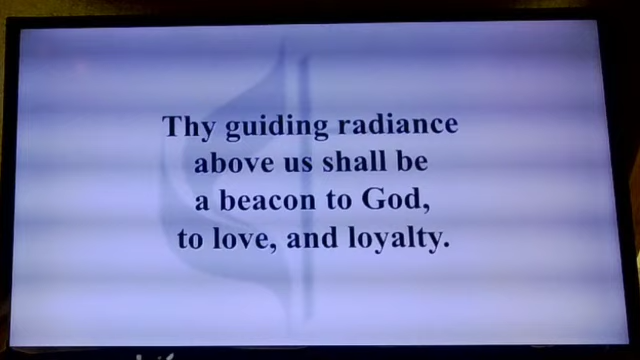 Thy guiding radiance
above us shall be
a beacon to God,
to love, and loyalty.